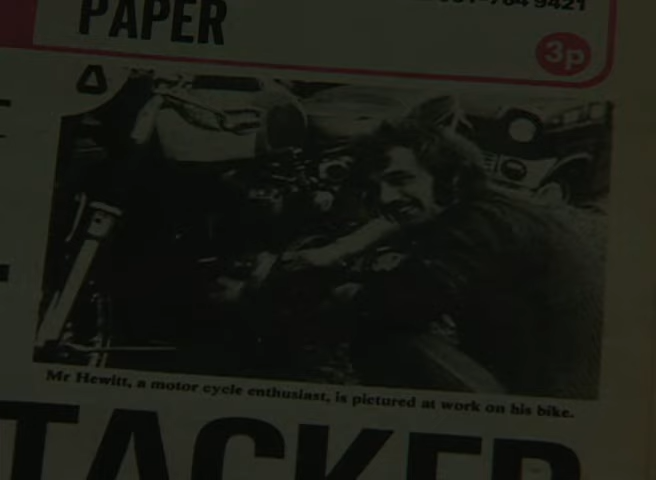 PAPER
3p
Mr Hewitt, a motor cycle enthusiast, is pictured at work on his bike.
TACKER